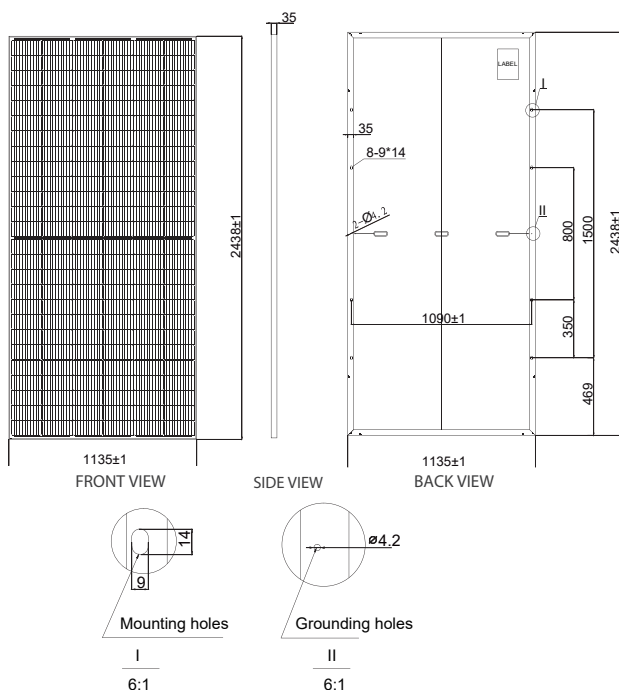 35
LABEL
I
35
8-9*14
2-Ø4.2
II
2438±1
800
1500
2438±1
1090±1
350
469
1135±1
1135±1
FRONT VIEW
SIDE VIEW
BACK VIEW
14
9
ø4.2
Mounting holes
Grounding holes
I
II
6:1
6:1